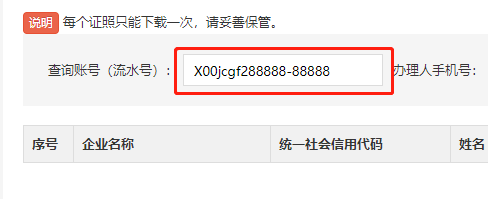 说明 每个证照只能下载一次，请妥善保管。
查询账号（流水号）： X00jcgf288888-88888 办理人手机号：
序号 企业名称 统一社会信用代码 姓名